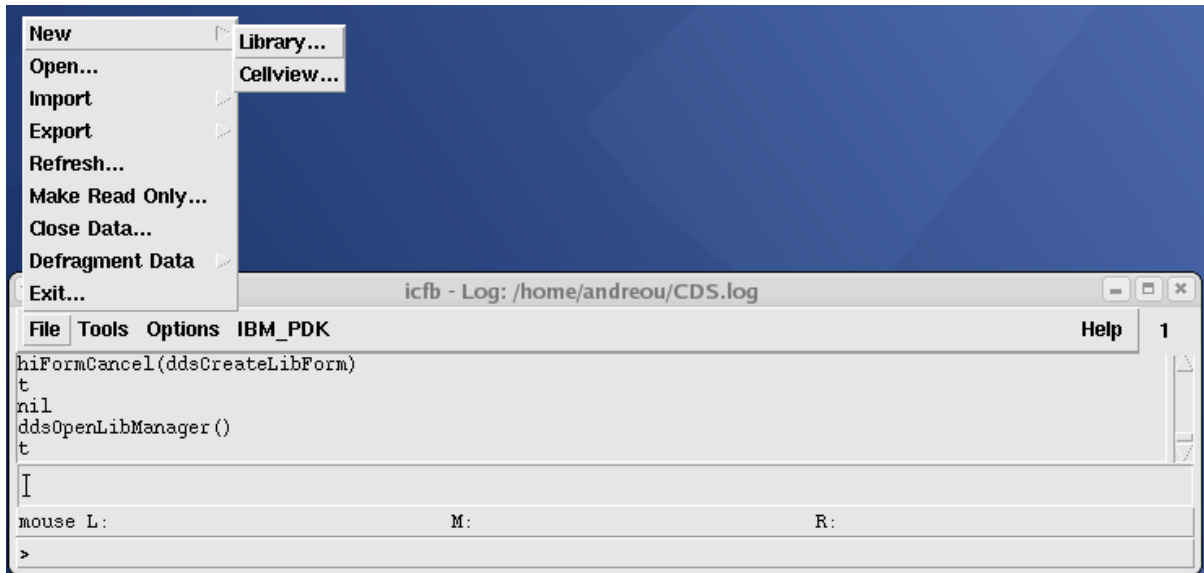 New
Library...
Open...
Cellview...
Import
Export
Refresh...
Make Read Only...
Close Data...
Defragment Data
Exit...
icfb - Log: /home/andreou/CDS.log
File Tools Options IBM_PDK Help 1
hiFormCancel(ddsCreateLibForm)
t
nil
ddsOpenLibManager()
t
mouse L: M: R:
>